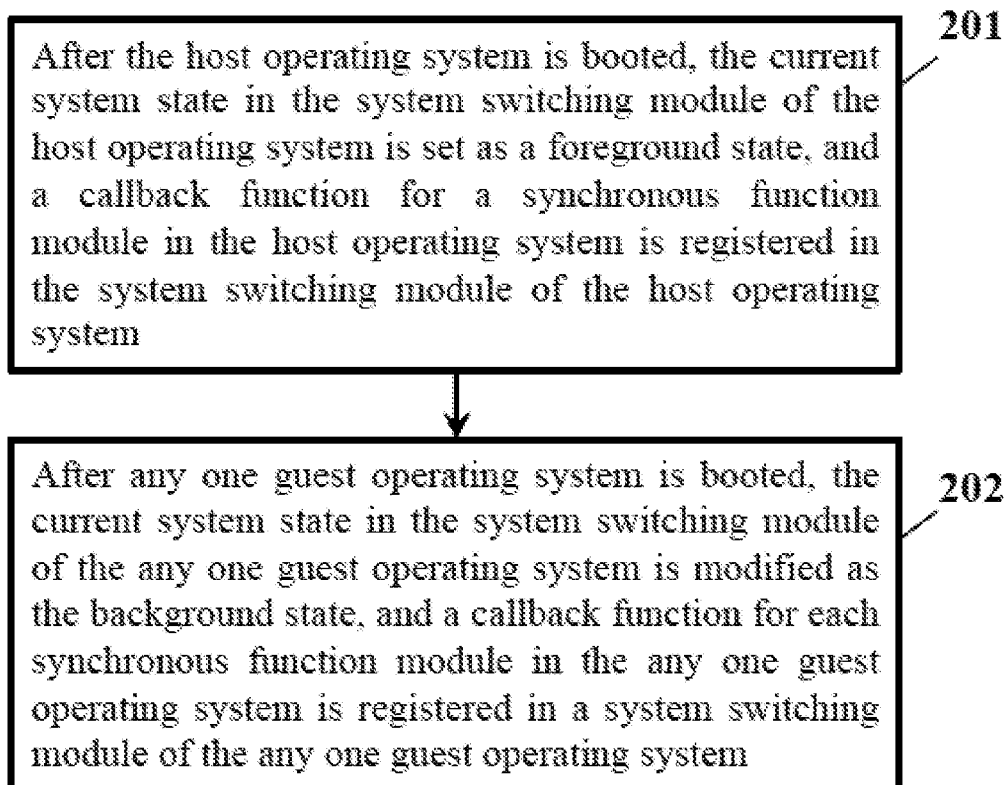 201
After the host operating system is booted, the current
system state in the system switching module of the
host operating system is set as a foreground state, and
a callback function for a synchronous function
module in the host operating system is registered in
the system switching module of the host operating
system
202
After any one guest operating system is booted, the
current system state in the system switching module
of the any one guest operating system is modified as
the background state, and a callback function for each
synchronous function module in the any one guest
operating system is registered in a system switching
module of the any one guest operating system